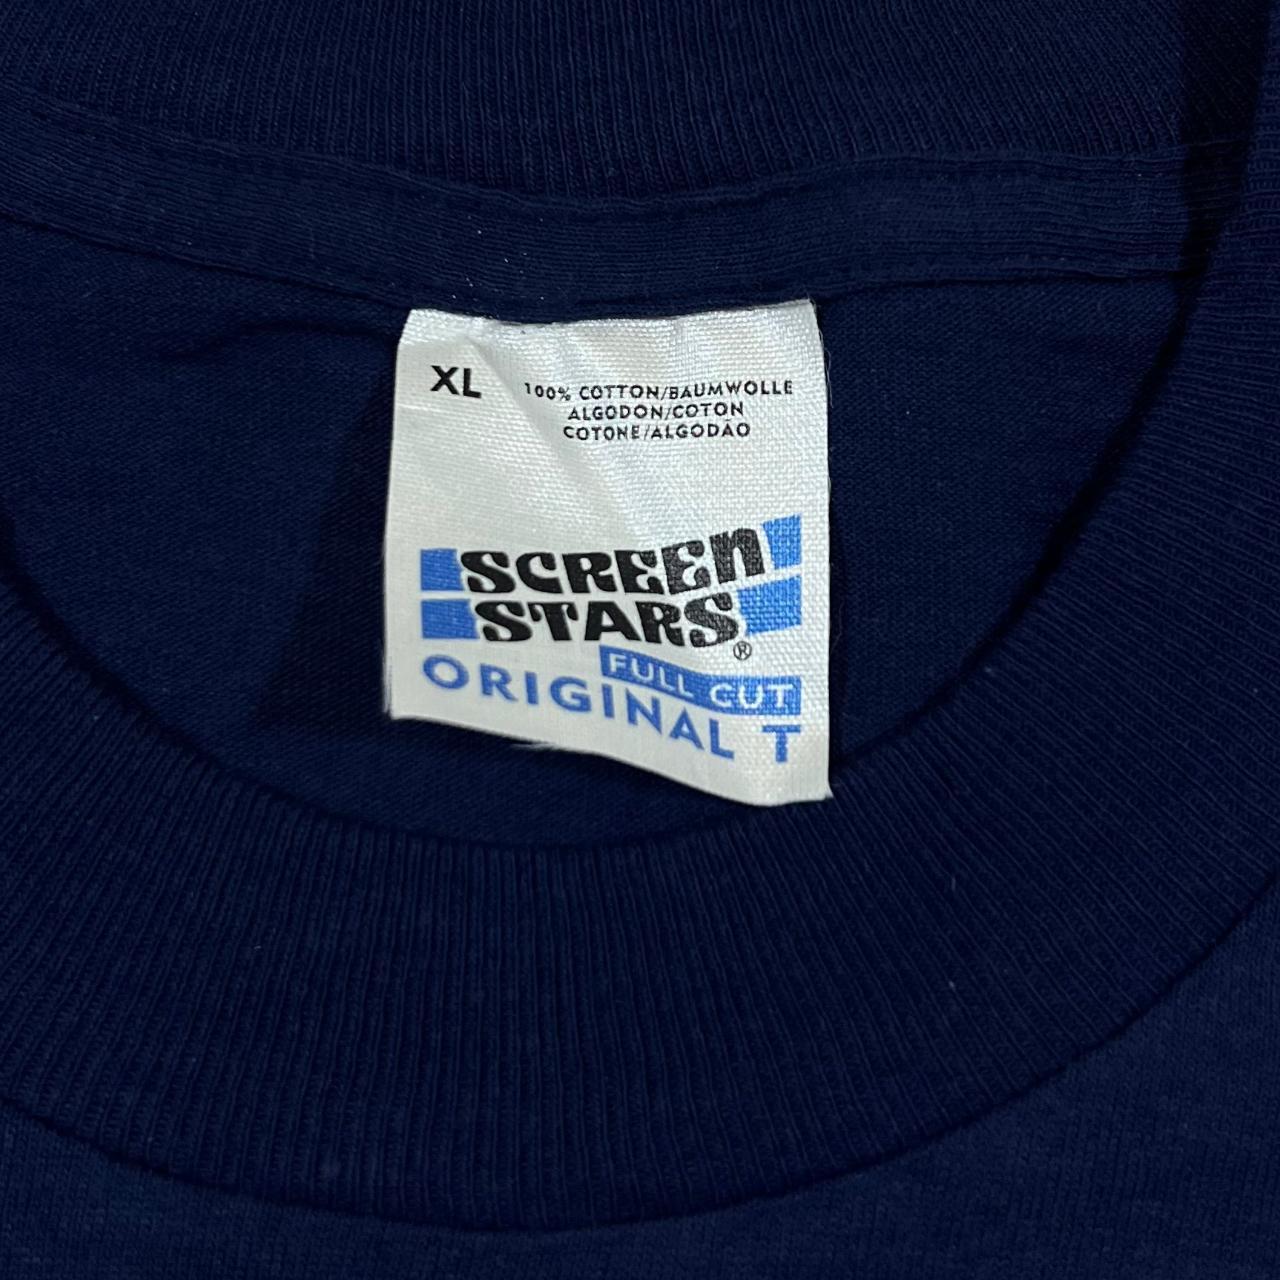 XL
100% COTTON/BAUMWOLLE
ALGODON/COTON
COTONE/ALGODÃO
SCREEN
STARS®
FULL CUT
ORIGINAL T